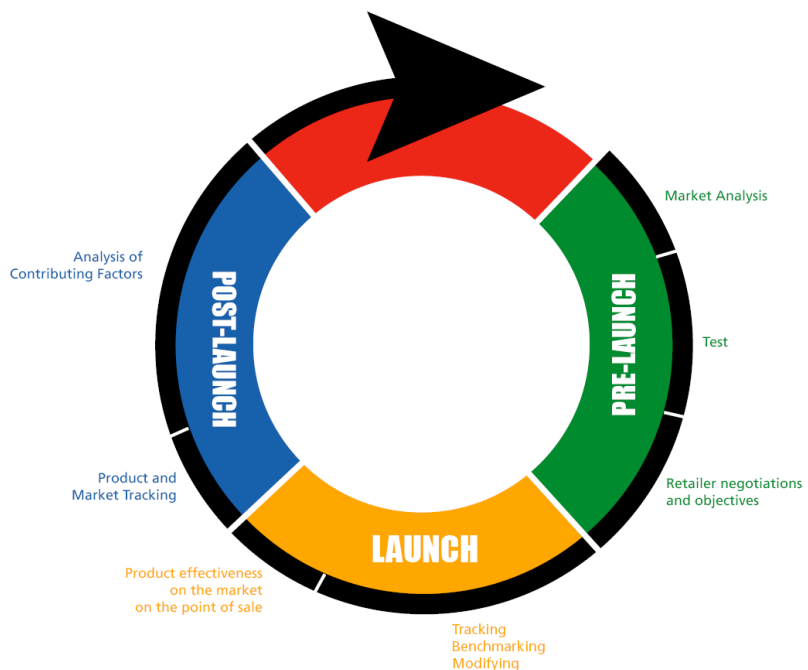 Market Analysis
Test
PRE-LAUNCH
Retailer negotiations
and objectives
LAUNCH
Tracking
Benchmarking
Modifying
Product effectiveness
on the market
on the point of sale
Product and
Market Tracking
POST-LAUNCH
Analysis of
Contributing Factors